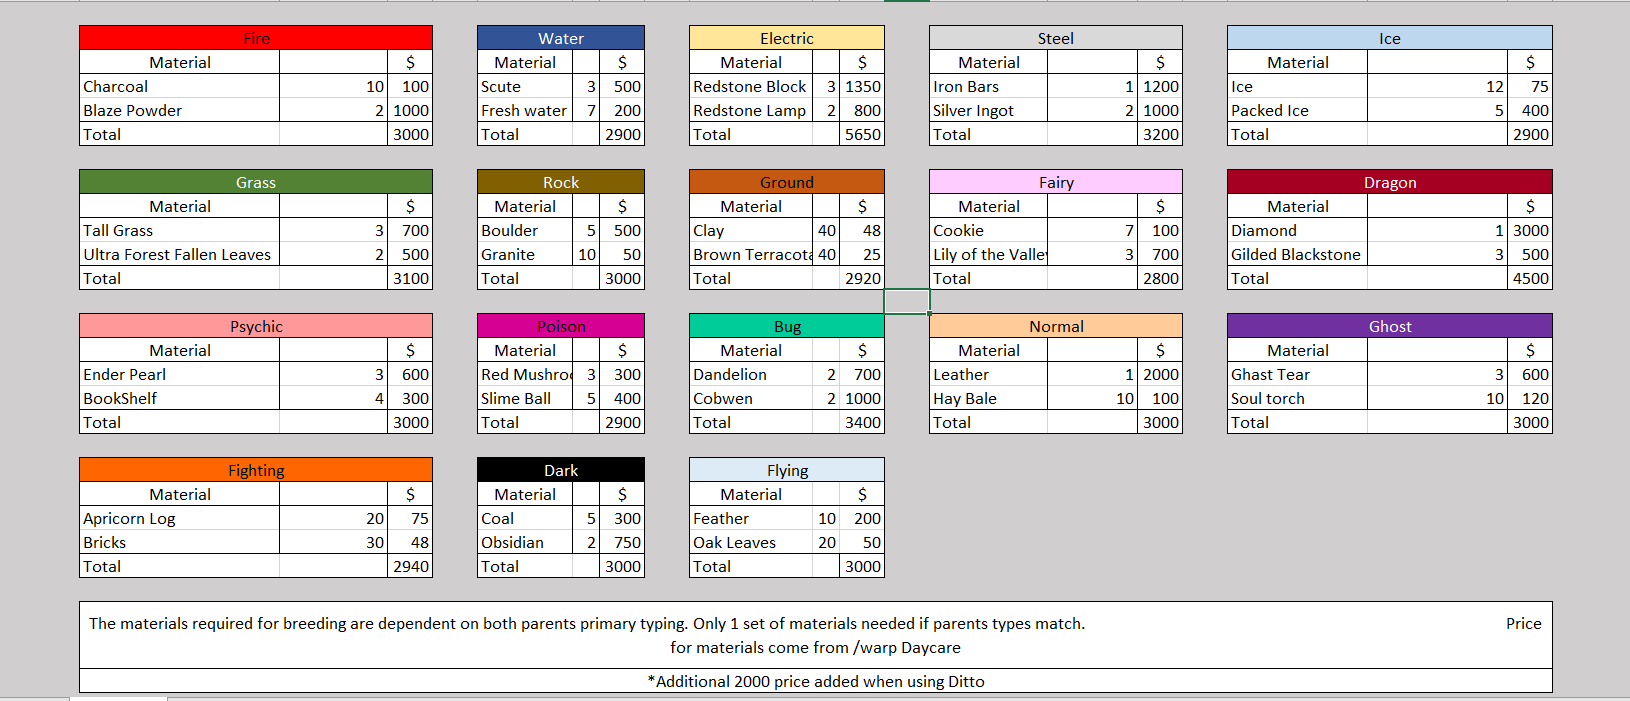 Fire
Material $
Charcoal 10 100
Blaze Powder 2 1000
Total 3000
Water
Material $
Scute 3 500
Fresh water 7 200
Total 2900
Electric
Material $
Redstone Block 3 1350
Redstone Lamp 2 800
Total 5650
Steel
Material $
Iron Bars 1 1200
Silver Ingot 2 1000
Total 3200
Ice
Material $
Ice 12 75
Packed Ice 5 400
Total 2900
Grass
Material $
Tall Grass 3 700
Ultra Forest Fallen Leaves 2 500
Total 3100
Rock
Material $
Boulder 5 500
Granite 10 50
Total 3000
Ground
Material $
Clay 40 48
Brown Terracota 40 25
Total 2920
Fairy
Material $
Cookie 7 100
Lily of the Valley 3 700
Total 2800
Dragon
Material $
Diamond 1 3000
Gilded Blackstone 3 500
Total 4500
Psychic
Material $
Ender Pearl 3 600
BookShelf 4 300
Total 3000
Poison
Material $
Red Mushro 3 300
Slime Ball 5 400
Total 2900
Bug
Material $
Dandelion 2 700
Cobwen 2 1000
Total 3400
Normal
Material $
Leather 1 2000
Hay Bale 10 100
Total 3000
Ghost
Material $
Ghast Tear 3 600
Soul torch 10 120
Total 3000
Fighting
Material $
Apricorn Log 20 75
Bricks 30 48
Total 2940
Dark
Material $
Coal 5 300
Obsidian 2 750
Total 3000
Flying
Material $
Feather 10 200
Oak Leaves 20 50
Total 3000
The materials required for breeding are dependent on both parents primary typing. Only 1 set of materials needed if parents types match. Price
for materials come from /warp Daycare
*Additional 2000 price added when using Ditto